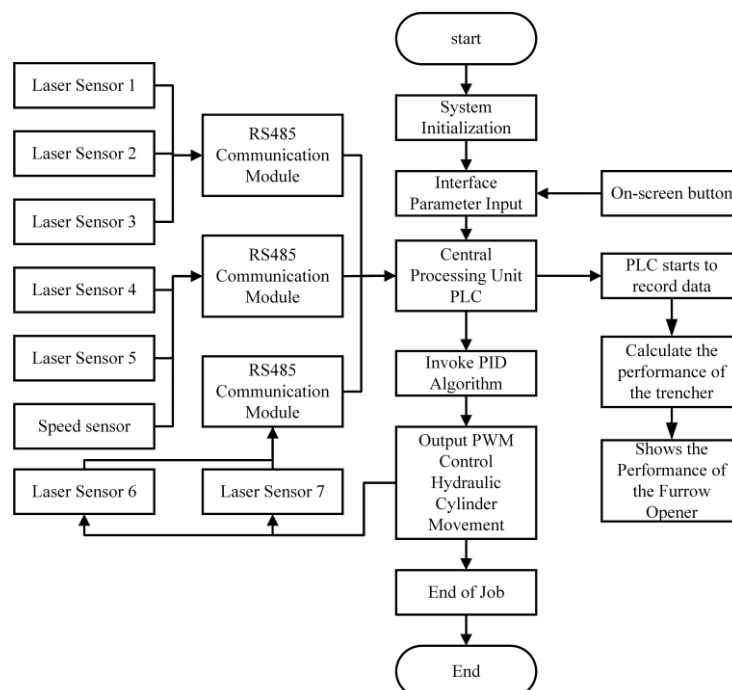 start
Laser Sensor 1
System
Initialization
RS485
Communication
Module
Laser Sensor 2
Interface
Parameter Input
On-screen button
Laser Sensor 3
Central
Processing Unit
PLC
RS485
Communication
Module
PLC starts to
record data
Laser Sensor 4
Laser Sensor 5
Invoke PID
Algorithm
RS485
Communication
Module
Calculate the
performance of
the trencher
Speed sensor
Output PWM
Control
Hydraulic
Cylinder
Movement
Shows the
Performance of
the Furrow
Opener
Laser Sensor 6
Laser Sensor 7
End of Job
End